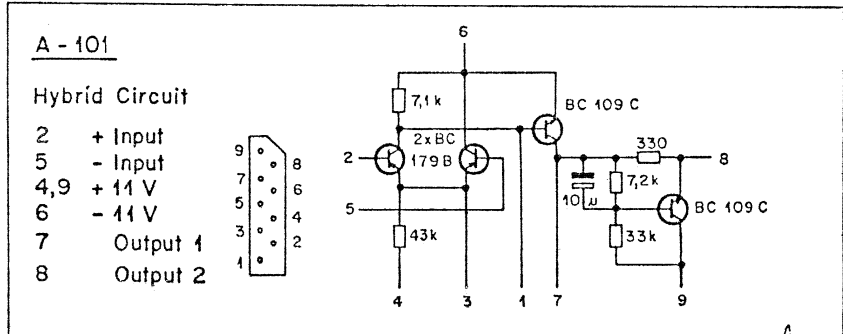 A - 101
Hybrid Circuit
2 + Input
5 - Input
4,9 + 11 V
6 - 11 V
7 Output 1
8 Output 2
9
8
7
6
5
4
3
2
1
6
7,1 k
BC 109 C
2 x BC
179 B
2
5
330
8
7,2k
10 µ
BC 109 C
43k
33k
4
3
1
7
9